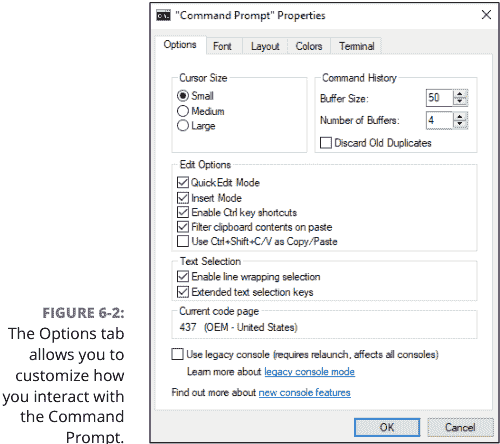 "Command Prompt" Properties
Options Font Layout Colors Terminal
Cursor Size
Small
Medium
Large
Command History
Buffer Size: 50
Number of Buffers: 4
Discard Old Duplicates
Edit Options
QuickEdit Mode
Insert Mode
Enable Ctrl key shortcuts
Filter clipboard contents on paste
Use Ctrl+Shift+C/V as Copy/Paste
Text Selection
Enable line wrapping selection
Extended text selection keys
Current code page
437 (OEM - United States)
Use legacy console (requires relaunch, affects all consoles)
Learn more about legacy console mode
Find out more about new console features
OK Cancel
FIGURE 6-2:
The Options tab
allows you to
customize how
you interact with
the Command
Prompt.